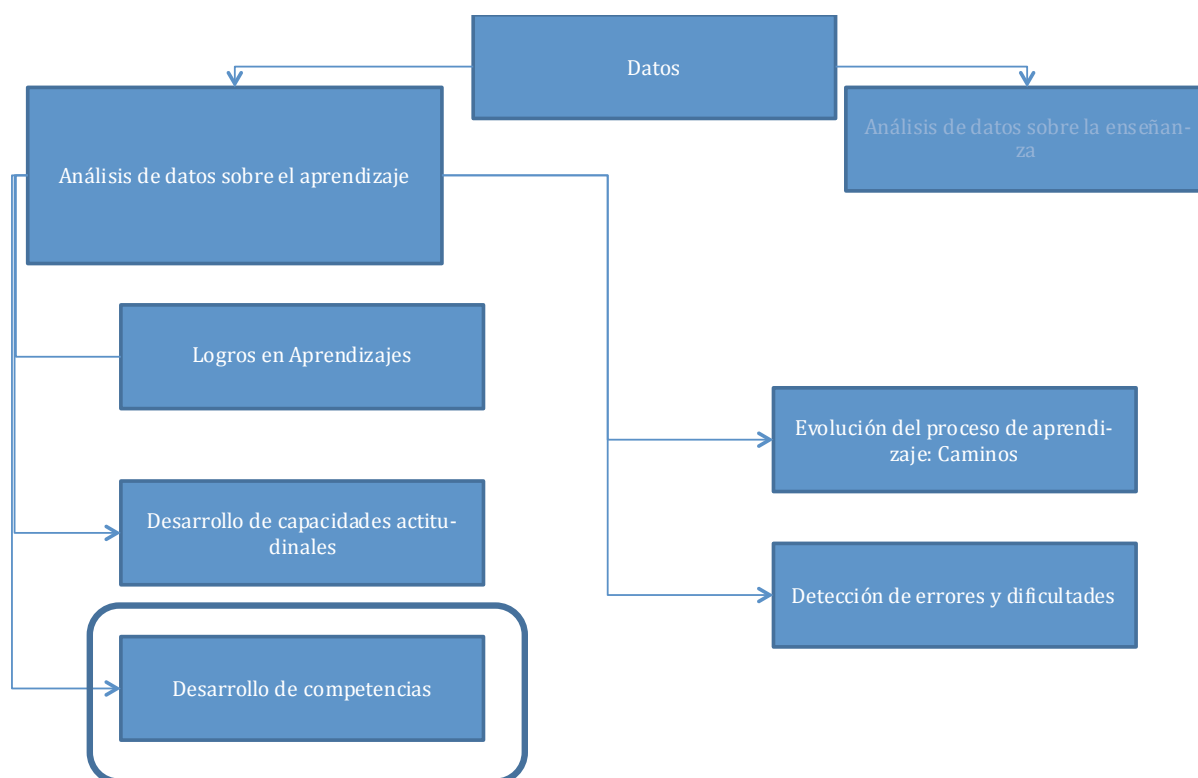 Datos
Análisis de datos sobre la enseñan-
za
Análisis de datos sobre el aprendizaje
Logros en Aprendizajes
Evolución del proceso de aprendi-
zaje: Caminos
Desarrollo de capacidades actitu-
dinales
Detección de errores y dificultades
Desarrollo de competencias